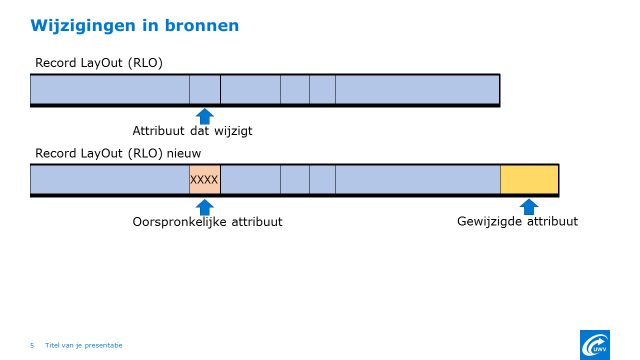 Wijzigingen in bronnen
Record LayOut (RLO)
Attribuut dat wijzigt
Record LayOut (RLO) nieuw
XXXX
Oorspronkelijke attribuut
Gewijzigde attribuut
5 Titel van je presentatie
UWV